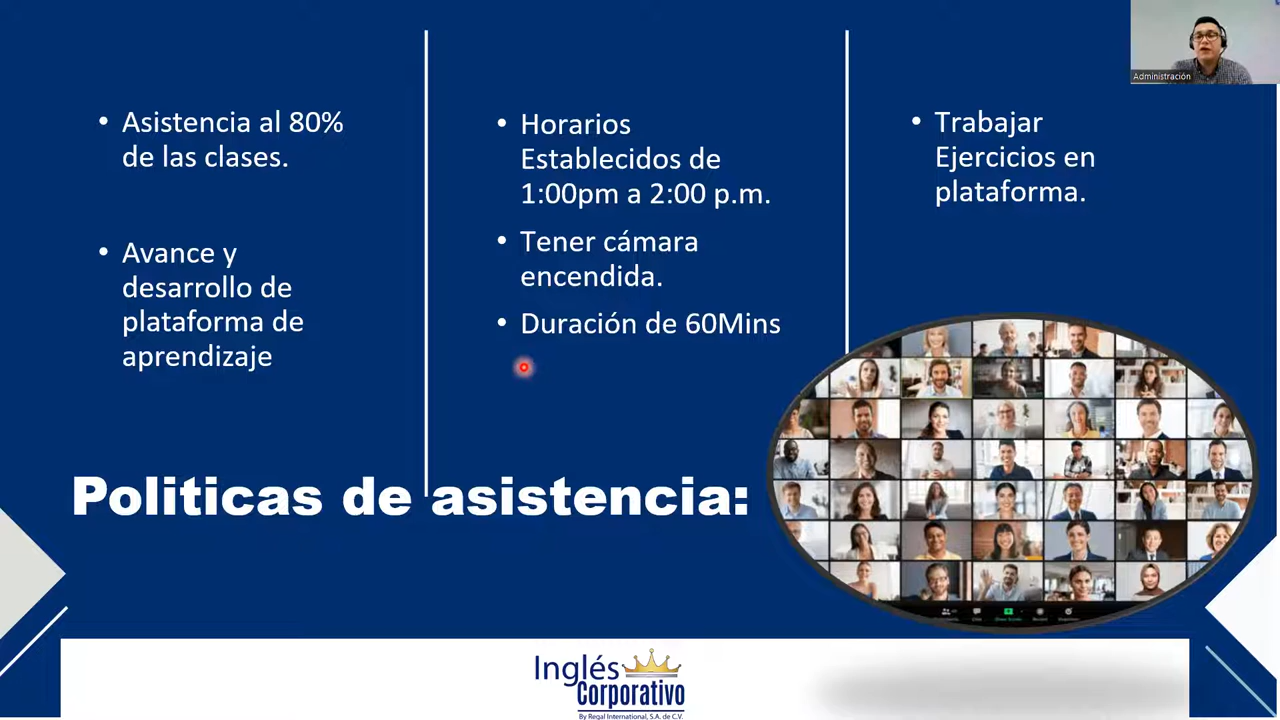 Administración
• Asistencia al 80%
de las clases.
• Avance y
desarrollo de
plataforma de
aprendizaje
• Horarios
Establecidos de
1:00pm a 2:00 p.m.
• Tener cámara
encendida.
• Duración de 60Mins
• Trabajar
Ejercicios en
plataforma.
Politicas de asistencia:
Inglés
Corporativo
By Regal International, S.A. de C.V.